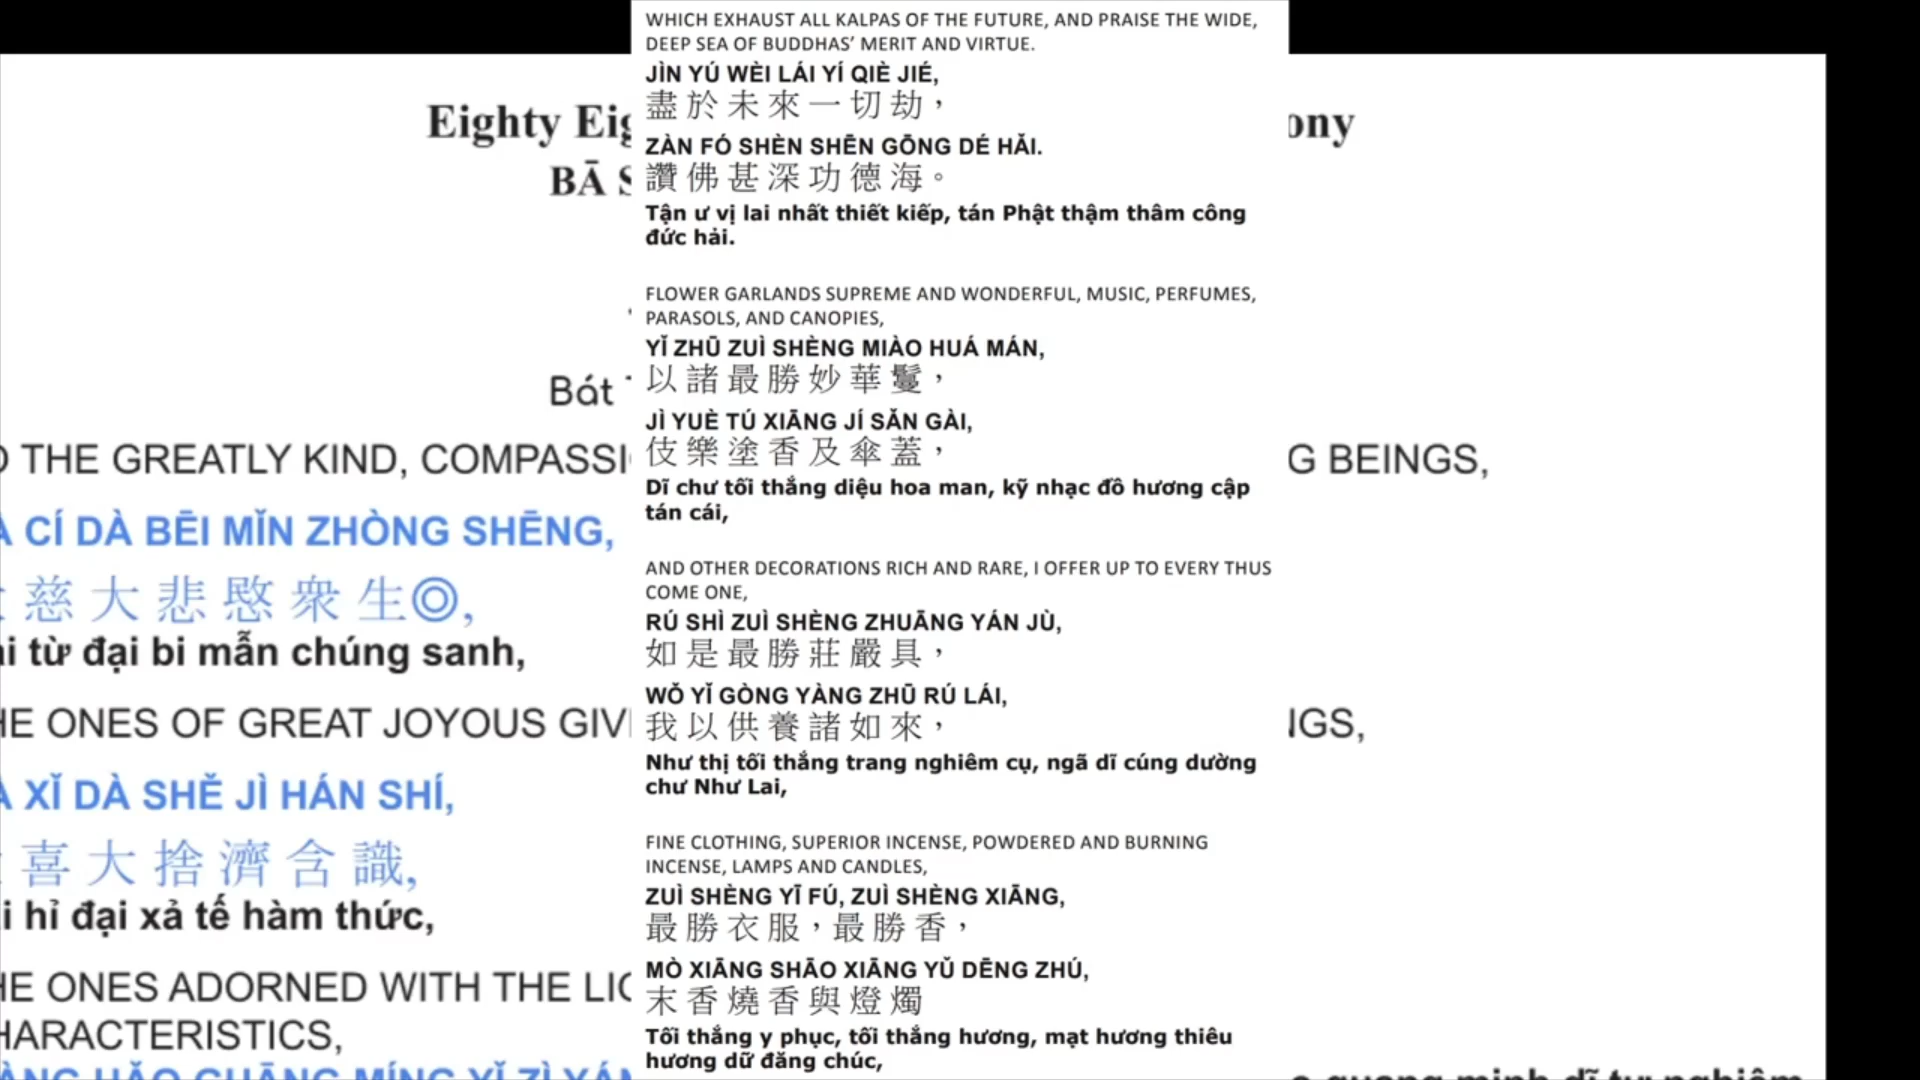 WHICH EXHAUST ALL KALPAS OF THE FUTURE, AND PRAISE THE WIDE,
DEEP SEA OF BUDDHAS’ MERIT AND VIRTUE.
JÌN YÚ WÈI LÁI YÍ QIÈ JIÉ,
盡於未來一切劫，
ZÀN FÓ SHÈN SHĒN GŌNG DÉ HǍI.
讚佛甚深功德海。
Tận ư vị lai nhất thiết kiếp, tán Phật thậm thâm công
đức hải.
FLOWER GARLANDS SUPREME AND WONDERFUL, MUSIC, PERFUMES,
PARASOLS, AND CANOPIES,
YǏ ZHŪ ZUÌ SHÈNG MIÀO HUÁ MÁN,
以諸最勝妙華鬘，
JÌ YUÈ TÚ XIĀNG JÍ SǍN GÀI,
伎樂塗香及傘蓋，
Dĩ chư tối thắng diệu hoa man, kỹ nhạc đồ hương cập
tán cái,
AND OTHER DECORATIONS RICH AND RARE, I OFFER UP TO EVERY THUS
COME ONE,
RÚ SHÌ ZUÌ SHÈNG ZHUĀNG YÁN JÙ,
如是最勝莊嚴具，
WǑ YǏ GÒNG YÀNG ZHŪ RÚ LÁI,
我以供養諸如來，
Như thị tối thắng trang nghiêm cụ, ngã dĩ cúng dường
chư Như Lai,
FINE CLOTHING, SUPERIOR INCENSE, POWDERED AND BURNING
INCENSE, LAMPS AND CANDLES,
ZUÌ SHÈNG YĪ FÚ, ZUÌ SHÈNG XIĀNG,
最勝衣服，最勝香，
MÒ XIĀNG SHĀO XIĀNG YǓ DĒNG ZHÚ,
末香燒香與燈燭
Tối thắng y phục, tối thắng hương, mạt hương thiêu
hương dữ đăng chúc,
Eighty
BĀ
Bát
THE GREATLY KIND,
BEINGS,
CÍ DÀ BĒI MǏN ZHÒNG SHĒNG,
慈大悲愍衆生◎,
từ đại bi mẫn chúng sanh,
ONES OF GREAT JOYOUS
XǏ DÀ SHĚ JÌ HÁN SHÍ,
喜大捨濟含識,
hỉ đại xả tế hàm thức,
ONES ADORNED WITH THE